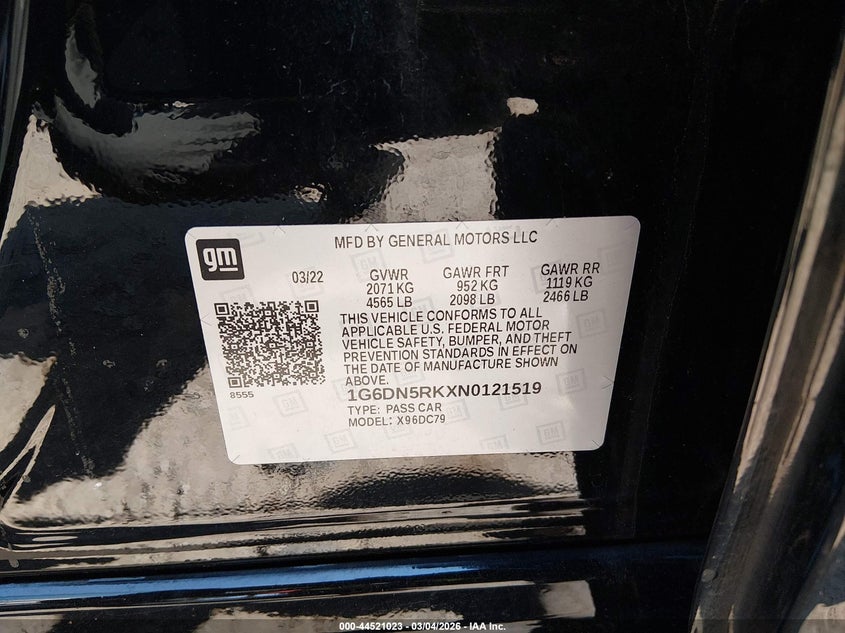 gm
MFD BY GENERAL MOTORS LLC
03/22 GVWR GAWR FRT GAWR RR
2071 KG 952 KG 1119 KG
4565 LB 2098 LB 2466 LB
THIS VEHICLE CONFORMS TO ALL
APPLICABLE U.S. FEDERAL MOTOR
VEHICLE SAFETY, BUMPER, AND THEFT
PREVENTION STANDARDS IN EFFECT ON
THE DATE OF MANUFACTURE SHOWN
ABOVE.
8555
1G6DN5RKXN0121519
TYPE: PASS CAR
MODEL: X96DC79
000-44521023 - 03/04/2026 - IAA Inc.